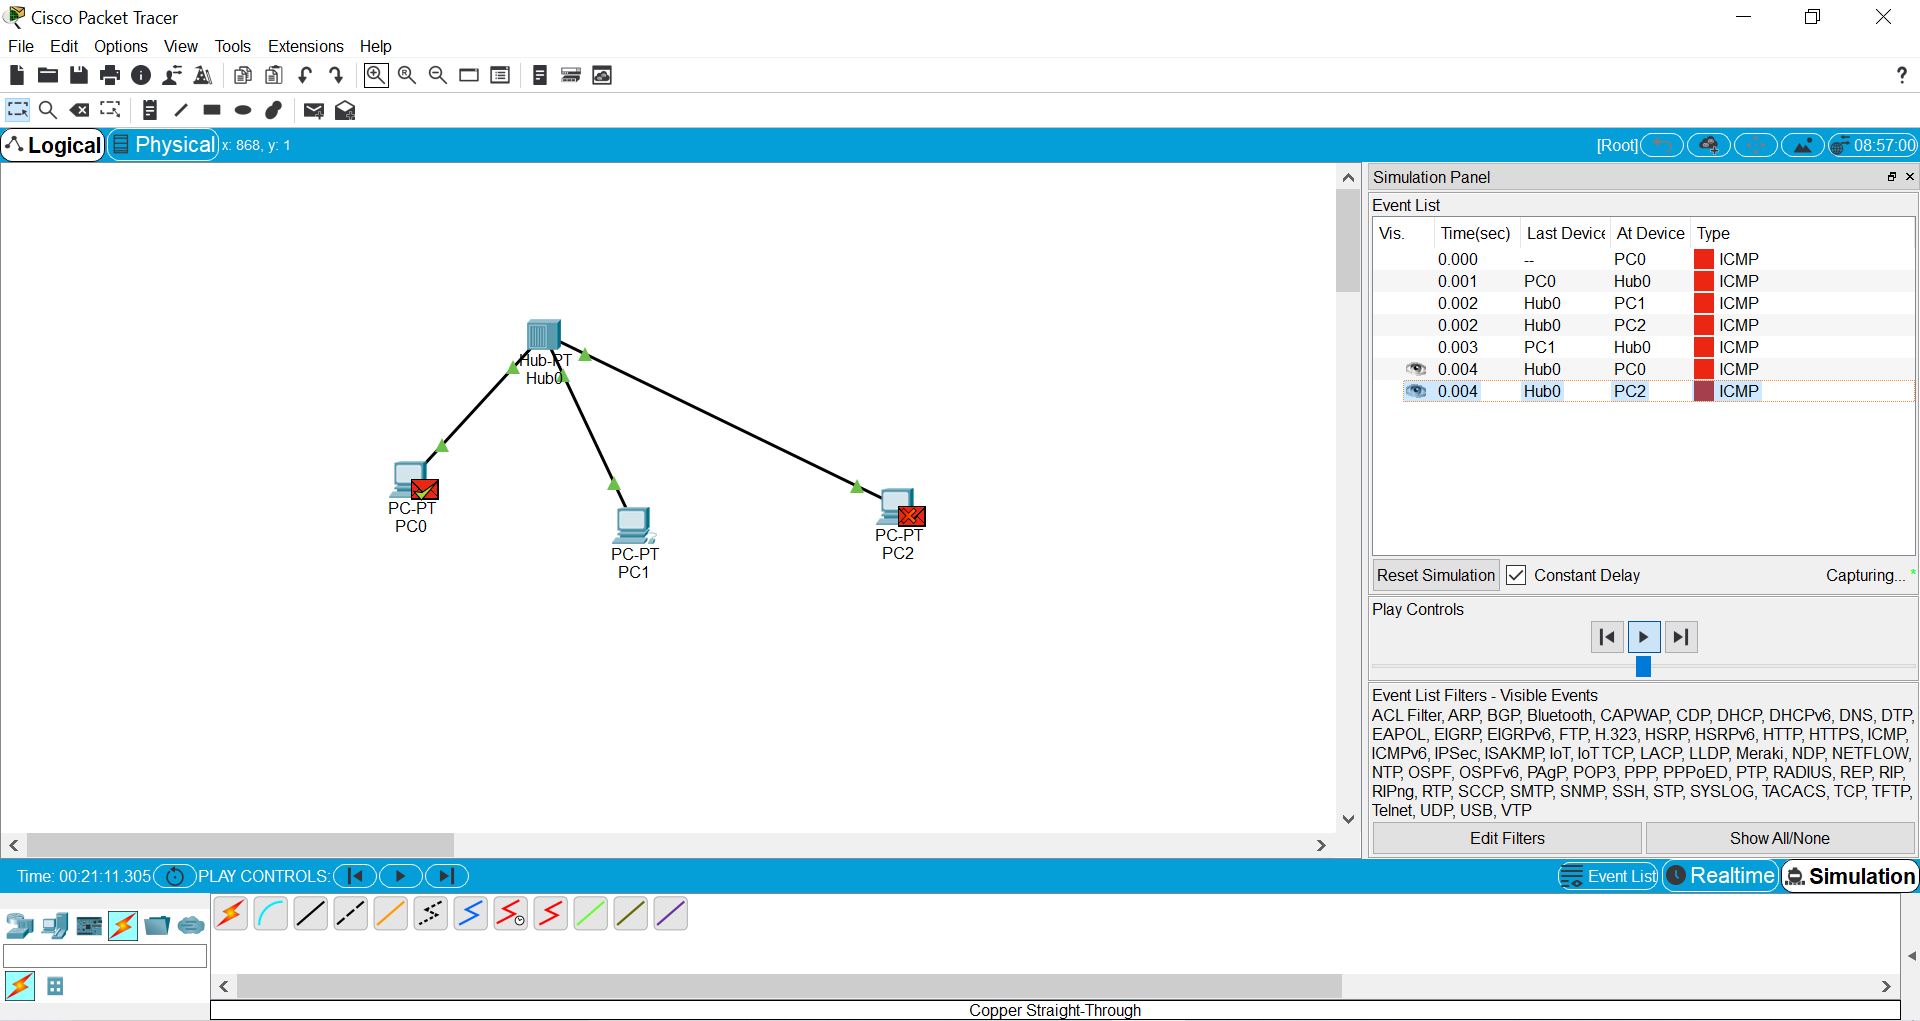 Cisco Packet Tracer
File Edit Options View Tools Extensions Help
?
Logical Physical x: 868, y: 1 [Root] 08:57:00
Simulation Panel
Event List
Vis. Time(sec) Last Device At Device Type
0.000 -- PC0 ICMP
0.001 PC0 Hub0 ICMP
0.002 Hub0 PC1 ICMP
0.002 Hub0 PC2 ICMP
0.003 PC1 Hub0 ICMP
0.004 Hub0 PC0 ICMP
0.004 Hub0 PC2 ICMP
Hub-PT
Hub0
PC-PT
PC0
PC-PT
PC1
PC-PT
PC2
Reset Simulation Constant Delay Capturing... *
Play Controls
Event List Filters - Visible Events
ACL Filter, ARP, BGP, Bluetooth, CAPWAP, CDP, DHCP, DHCPv6, DNS, DTP,
EAPOL, EIGRP, EIGRPv6, FTP, H.323, HSRP, HSRPv6, HTTP, HTTPS, ICMP,
ICMPv6, IPSec, ISAKMP, IoT, IoT TCP, LACP, LLDP, Meraki, NDP, NETFLOW,
NTP, OSPF, OSPFv6, PAgP, POP3, PPP, PPPoED, PTP, RADIUS, REP, RIP,
RIPng, RTP, SCCP, SMTP, SNMP, SSH, STP, SYSLOG, TACACS, TCP, TFTP,
Telnet, UDP, USB, VTP
Edit Filters Show All/None
Time: 00:21:11.305 PLAY CONTROLS: Event List Realtime Simulation
Copper Straight-Through